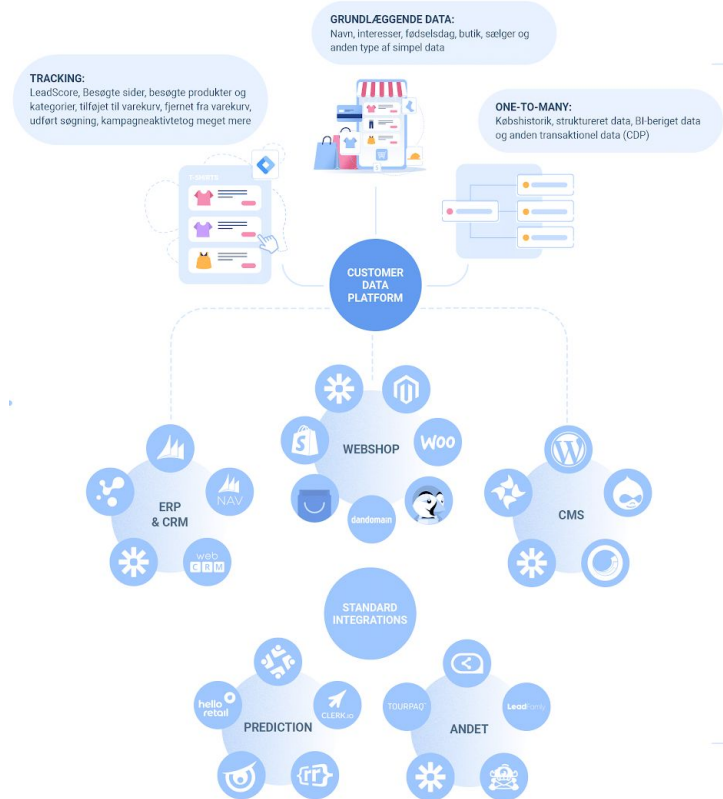 GRUNDLÆGGENDE DATA:
Navn, interesser, fødselsdag, butik, sælger og
anden type af simpel data
TRACKING:
LeadScore, Besøgte sider, besøgte produkter og
kategorier, tilføjet til varekurv, fjernet fra varekurv,
udført søgning, kampagneaktivtetog meget mere
ONE-TO-MANY:
Købshistorik, struktureret data, BI-beriget data
og anden transaktionel data (CDP)
CUSTOMER
DATA
PLATFORM
WEBSHOP
WOO
dandomain
ERP
& CRM
NAV
web
CRM
CMS
STANDARD
INTEGRATIONS
PREDICTION
hello
retail
CLERK.IO
{rr}
ANDET
TOURPAQ